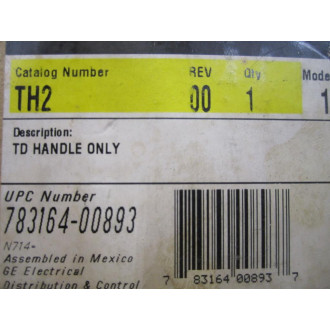 Catalog Number REV Qty Mode
TH2 00 1 1
Description:
TD HANDLE ONLY
UPC Number
783164-00893
N714-
Assembled in Mexico
GE Electrical
Distribution & Control
7 83164 00893 7